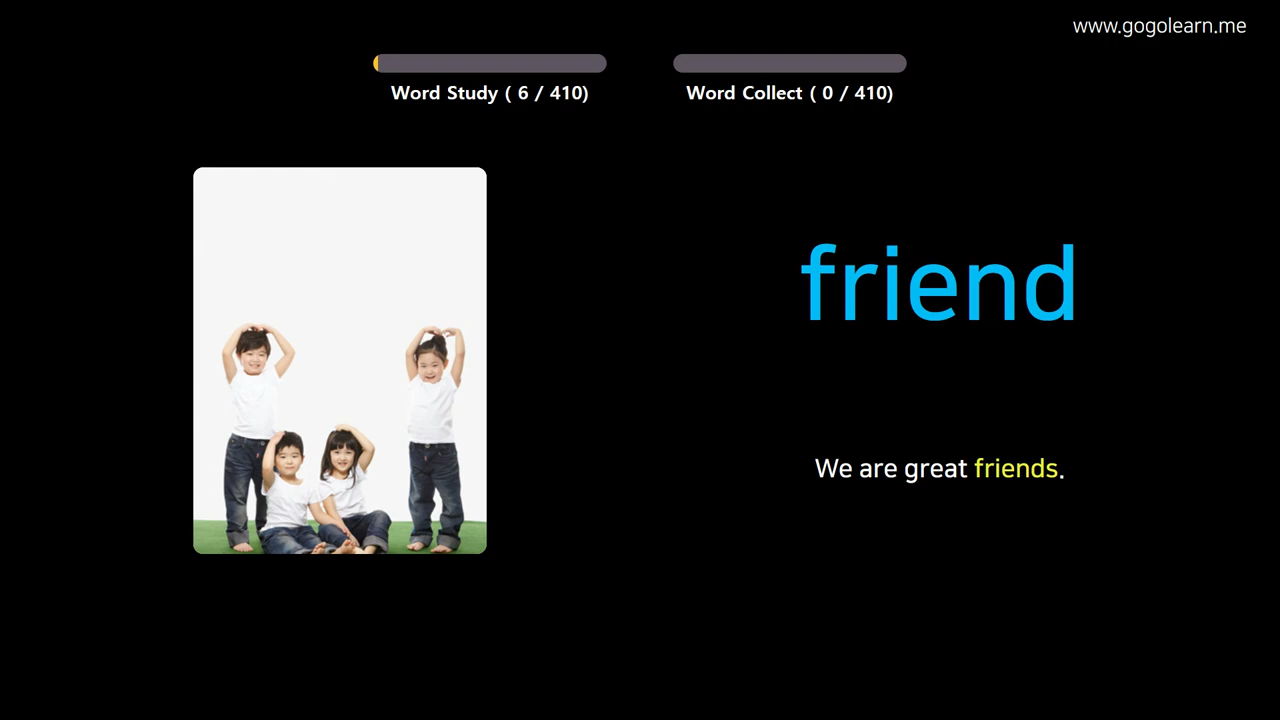 www.gogolearn.me
Word Study ( 6 / 410)
Word Collect ( 0 / 410)
friend
We are great friends.